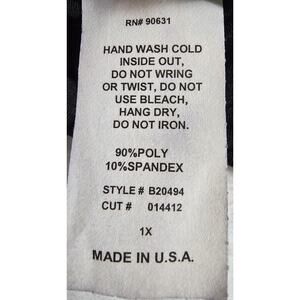 RN# 90631
HAND WASH COLD
INSIDE OUT,
DO NOT WRING
OR TWIST, DO NOT
USE BLEACH,
HANG DRY,
DO NOT IRON.
90%POLY
10%SPANDEX
STYLE # B20494
CUT # 014412
1X
MADE IN U.S.A.